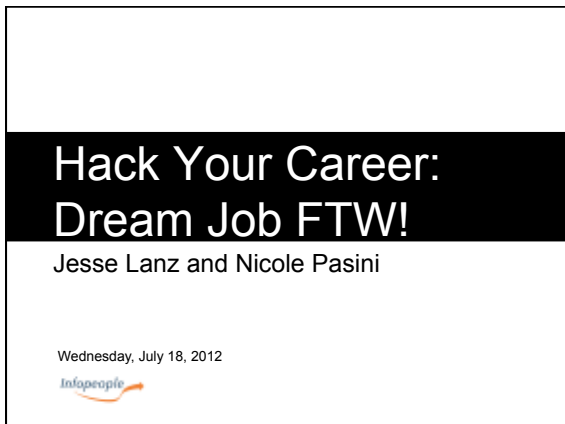 Hack Your Career:
Dream Job FTW!
Jesse Lanz and Nicole Pasini
Wednesday, July 18, 2012
Infopeople